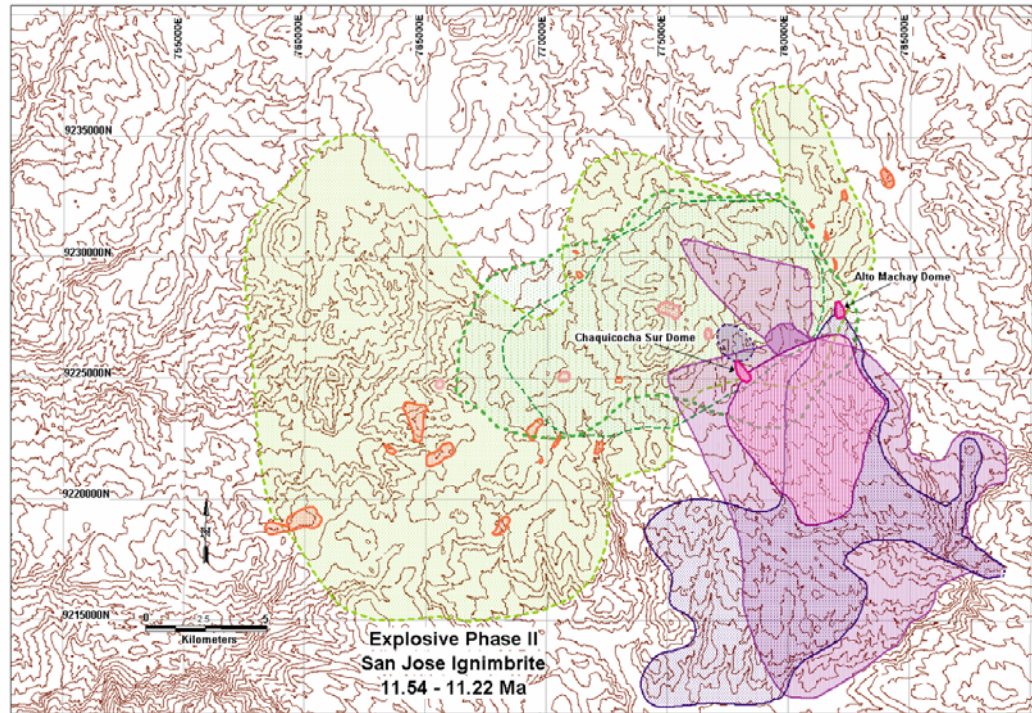 755000E
760000E
765000E
770000E
775000E
780000E
785000E
9235000N
9230000N
Alto Machay Dome
Chaquicocha Sur Dome
9225000N
9220000N
N
9215000N
0 2.5 5
Kilometers
Explosive Phase II
San Jose Ignimbrite
11.54 - 11.22 Ma